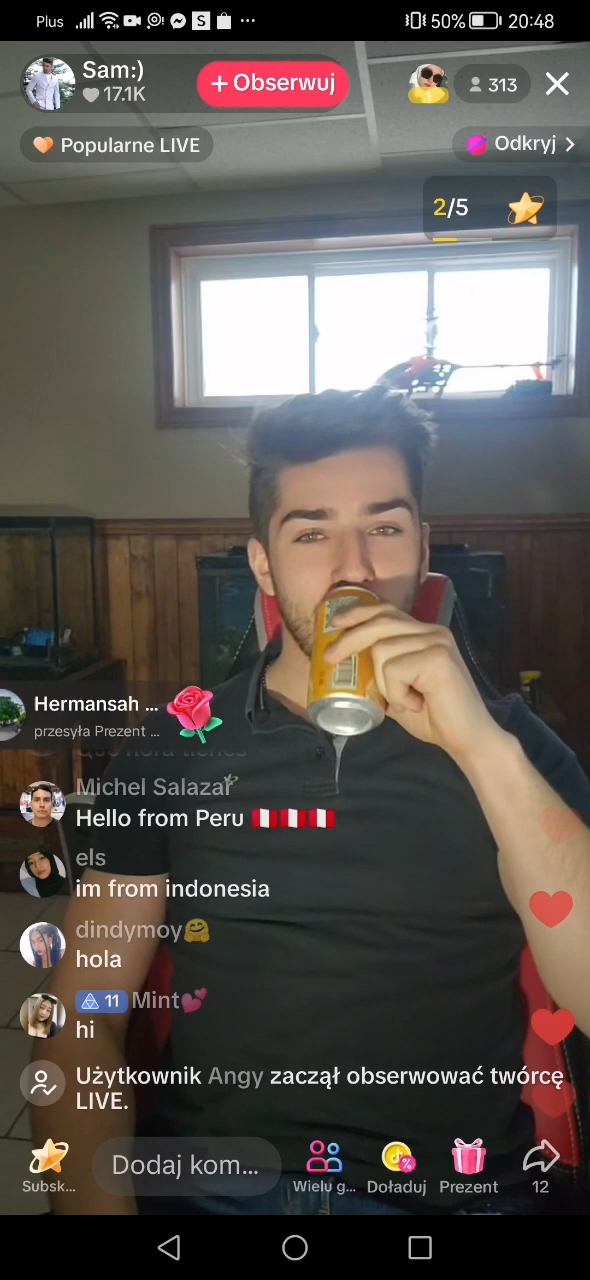 Plus 50% 20:48
Sam:)
17.1K
+ Obserwuj
313
Popularne LIVE
Odkryj >
2/5
Hermansah ...
przesyła Prezent ...
Michel Salazar
Hello from Peru 🇵🇪🇵🇪🇵🇪
els
im from indonesia
dindymoy🤗
hola
11 Mint💕
hi
Użytkownik Angy zaczął obserwować twórcę
LIVE.
Dodaj kom...
Subsk... Wielu g... Doładuj Prezent 12